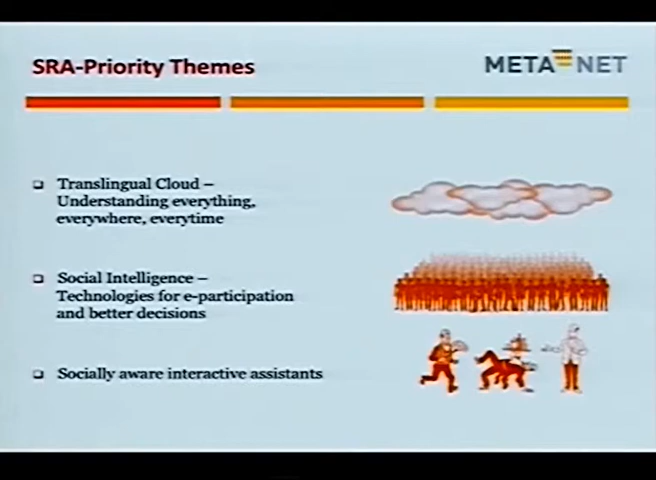 SRA-Priority Themes
META NET
Translingual Cloud –
Understanding everything,
everywhere, everytime
Social Intelligence –
Technologies for e-participation
and better decisions
Socially aware interactive assistants